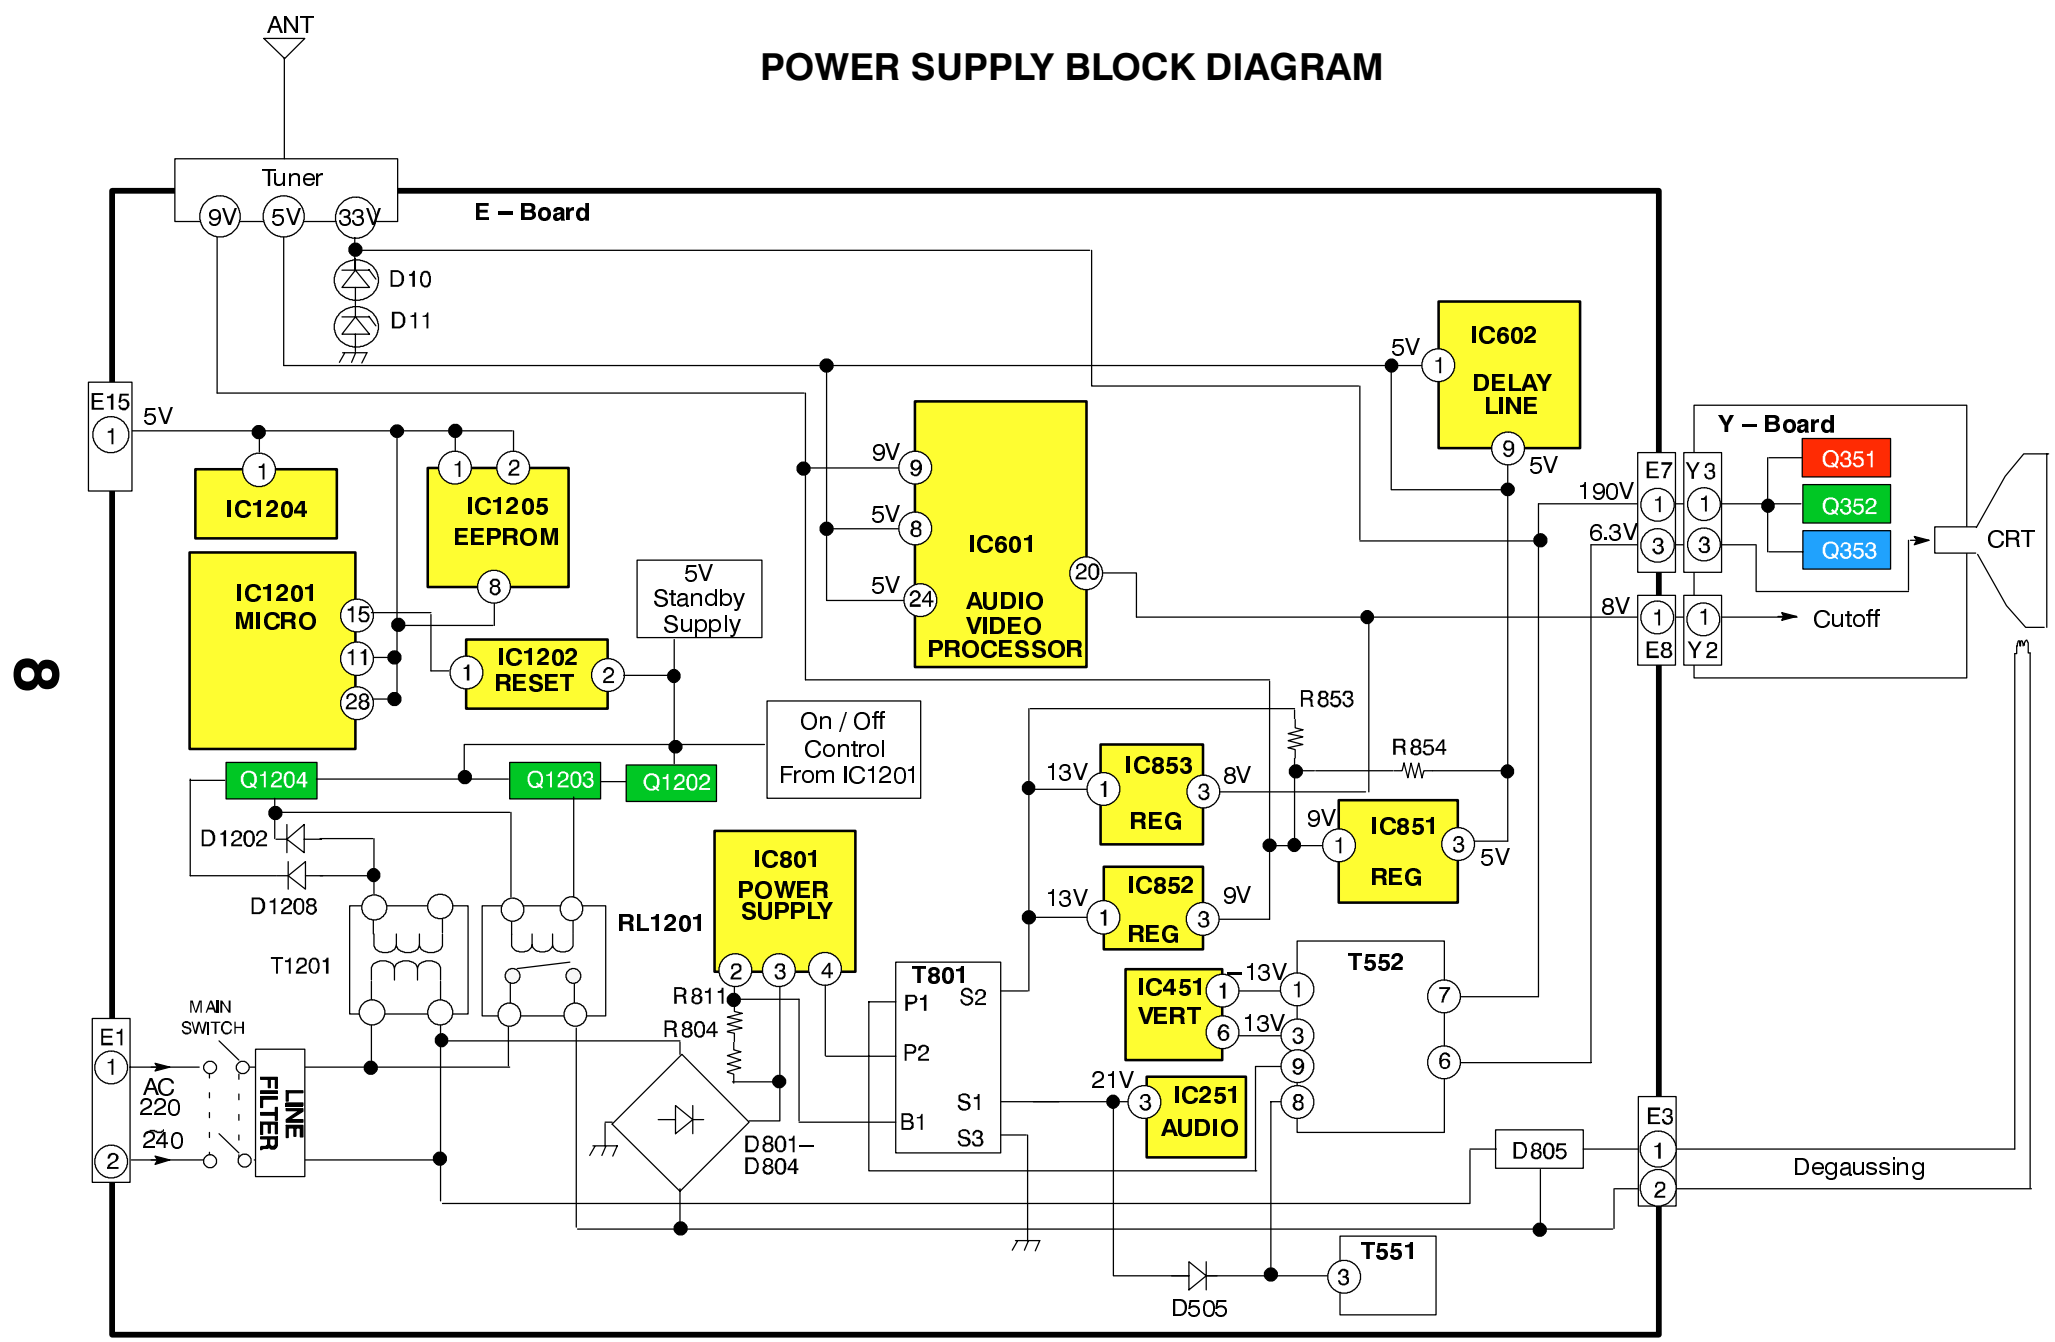 ANT
POWER SUPPLY BLOCK DIAGRAM
Tuner
9V
5V
33V
E – Board
D10
D11
IC602
5V
1
DELAY
LINE
9
5V
E15
1
5V
1
IC1204
1
2
IC1205
EEPROM
8
9V
9
5V
8
5V
24
IC601
20
AUDIO
VIDEO
PROCESSOR
Y – Board
E7
Y3
190V
1
1
6.3V
3
3
Q351
Q352
Q353
CRT
8V
1
1
Cutoff
E8
Y2
IC1201
MICRO
15
11
28
1
IC1202
RESET
2
5V
Standby
Supply
On / Off
Control
From IC1201
8
Q1204
Q1203
Q1202
D1202
D1208
T1201
RL1201
R853
R854
13V
1
IC853
REG
3
8V
9V
1
IC851
REG
3
5V
13V
1
IC852
REG
3
9V
IC801
POWER
SUPPLY
2
3
4
R811
R804
T801
P1
S2
P2
S1
B1
S3
IC451
VERT
1
–13V
1
6
13V
3
9
8
T552
7
6
21V
3
IC251
AUDIO
MAIN
SWITCH
E1
1
AC
220
~
240
2
LINE
FILTER
D801–
D804
D805
E3
1
2
Degaussing
D505
3
T551